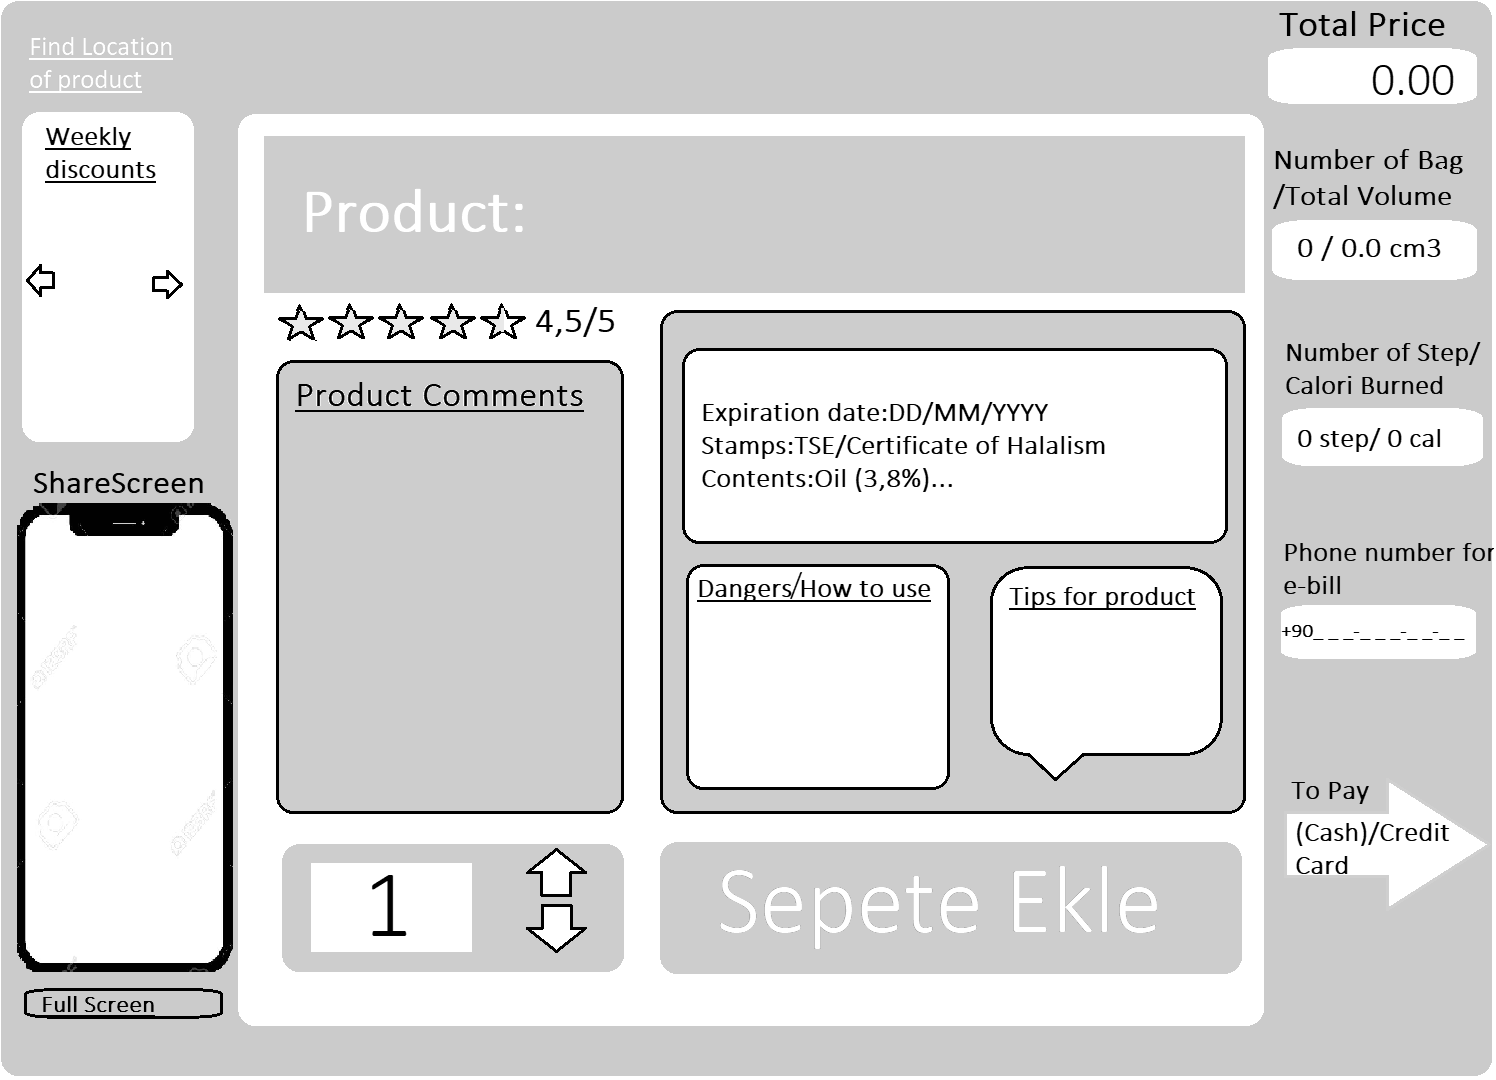 Find Location
of product
Weekly
discounts
ShareScreen
Full Screen
Product:
4,5/5
Product Comments
Expiration date:DD/MM/YYYY
Stamps:TSE/Certificate of Halalism
Contents:Oil (3,8%)...
Dangers/How to use
Tips for product
1
Sepete Ekle
Total Price
0.00
Number of Bag
/Total Volume
0 / 0.0 cm3
Number of Step/
Calori Burned
0 step/ 0 cal
Phone number for
e-bill
+90_ _ _-_ _ _-_ _-_ _
To Pay
(Cash)/Credit
Card